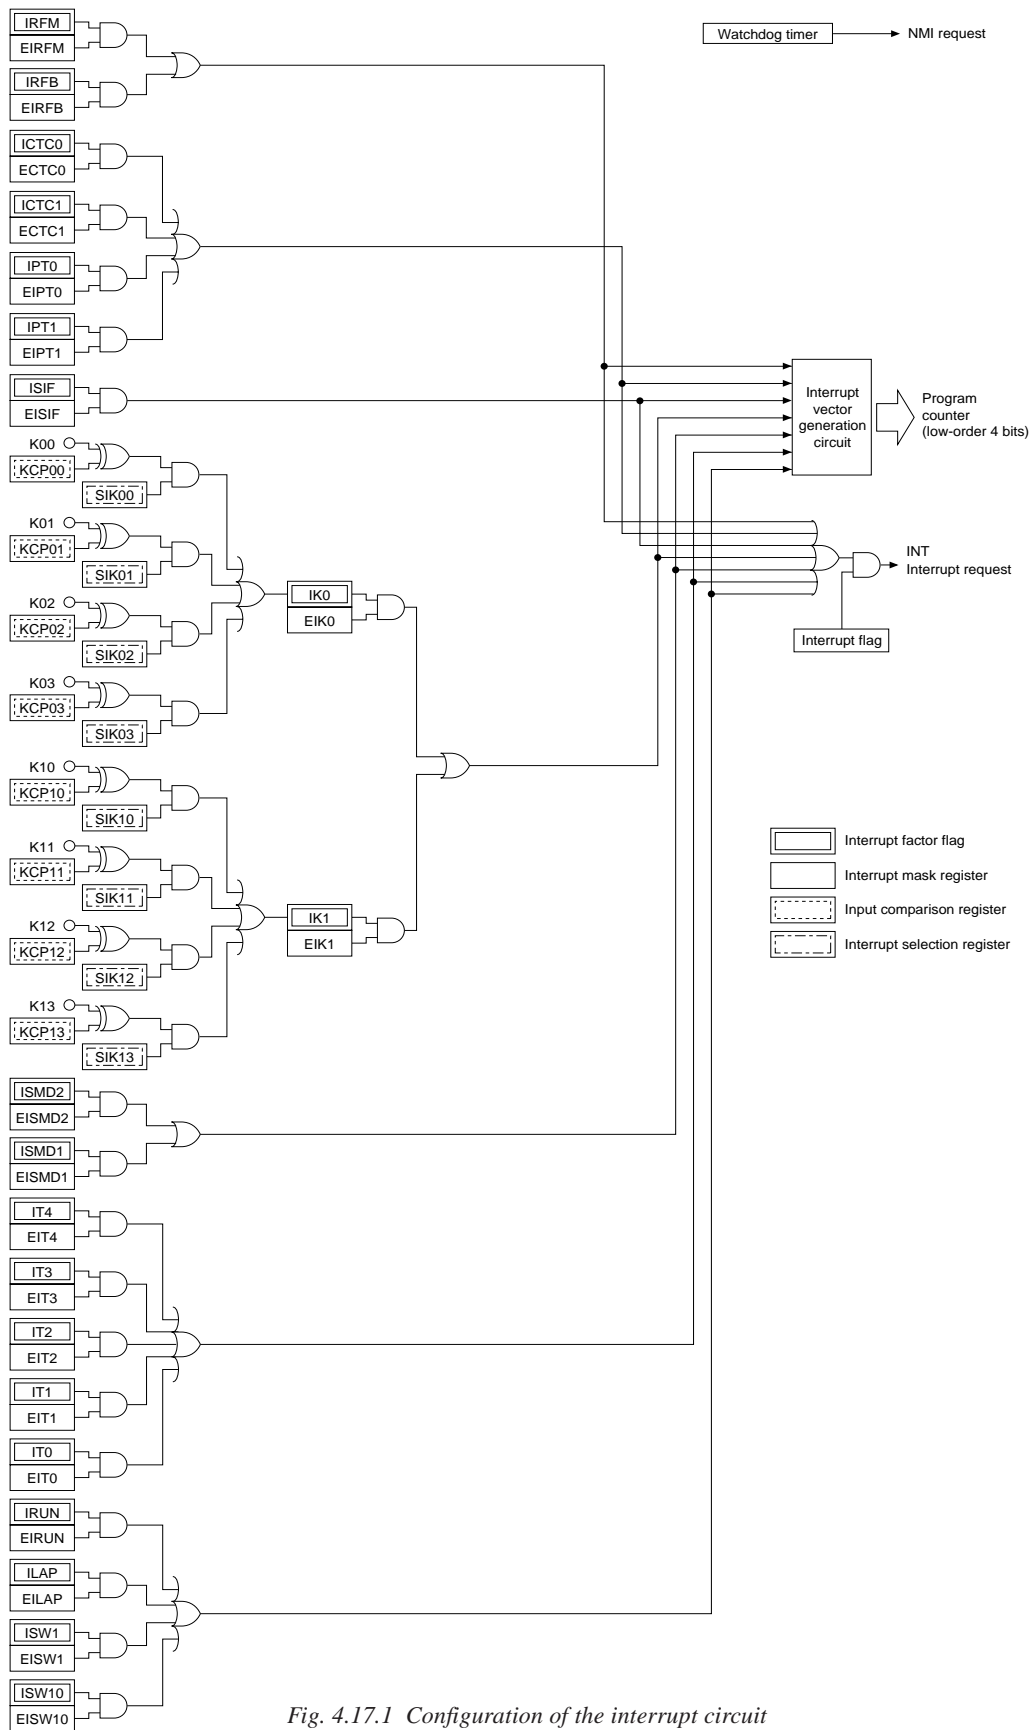 IRFM
EIRFM
IRFB
EIRFB
ICTC0
ECTC0
ICTC1
ECTC1
IPT0
EIPT0
IPT1
EIPT1
ISIF
EISIF
K00
KCP00
SIK00
K01
KCP01
SIK01
K02
KCP02
SIK02
K03
KCP03
SIK03
K10
KCP10
SIK10
K11
KCP11
SIK11
K12
KCP12
SIK12
K13
KCP13
SIK13
IK0
EIK0
IK1
EIK1
ISMD2
EISMD2
ISMD1
EISMD1
IT4
EIT4
IT3
EIT3
IT2
EIT2
IT1
EIT1
IT0
EIT0
IRUN
EIRUN
ILAP
EILAP
ISW1
EISW1
ISW10
EISW10
Watchdog timer
NMI request
Interrupt
vector
generation
circuit
Program
counter
(low-order 4 bits)
INT
Interrupt request
Interrupt flag
Interrupt factor flag
Interrupt mask register
Input comparison register
Interrupt selection register
Fig. 4.17.1 Configuration of the interrupt circuit